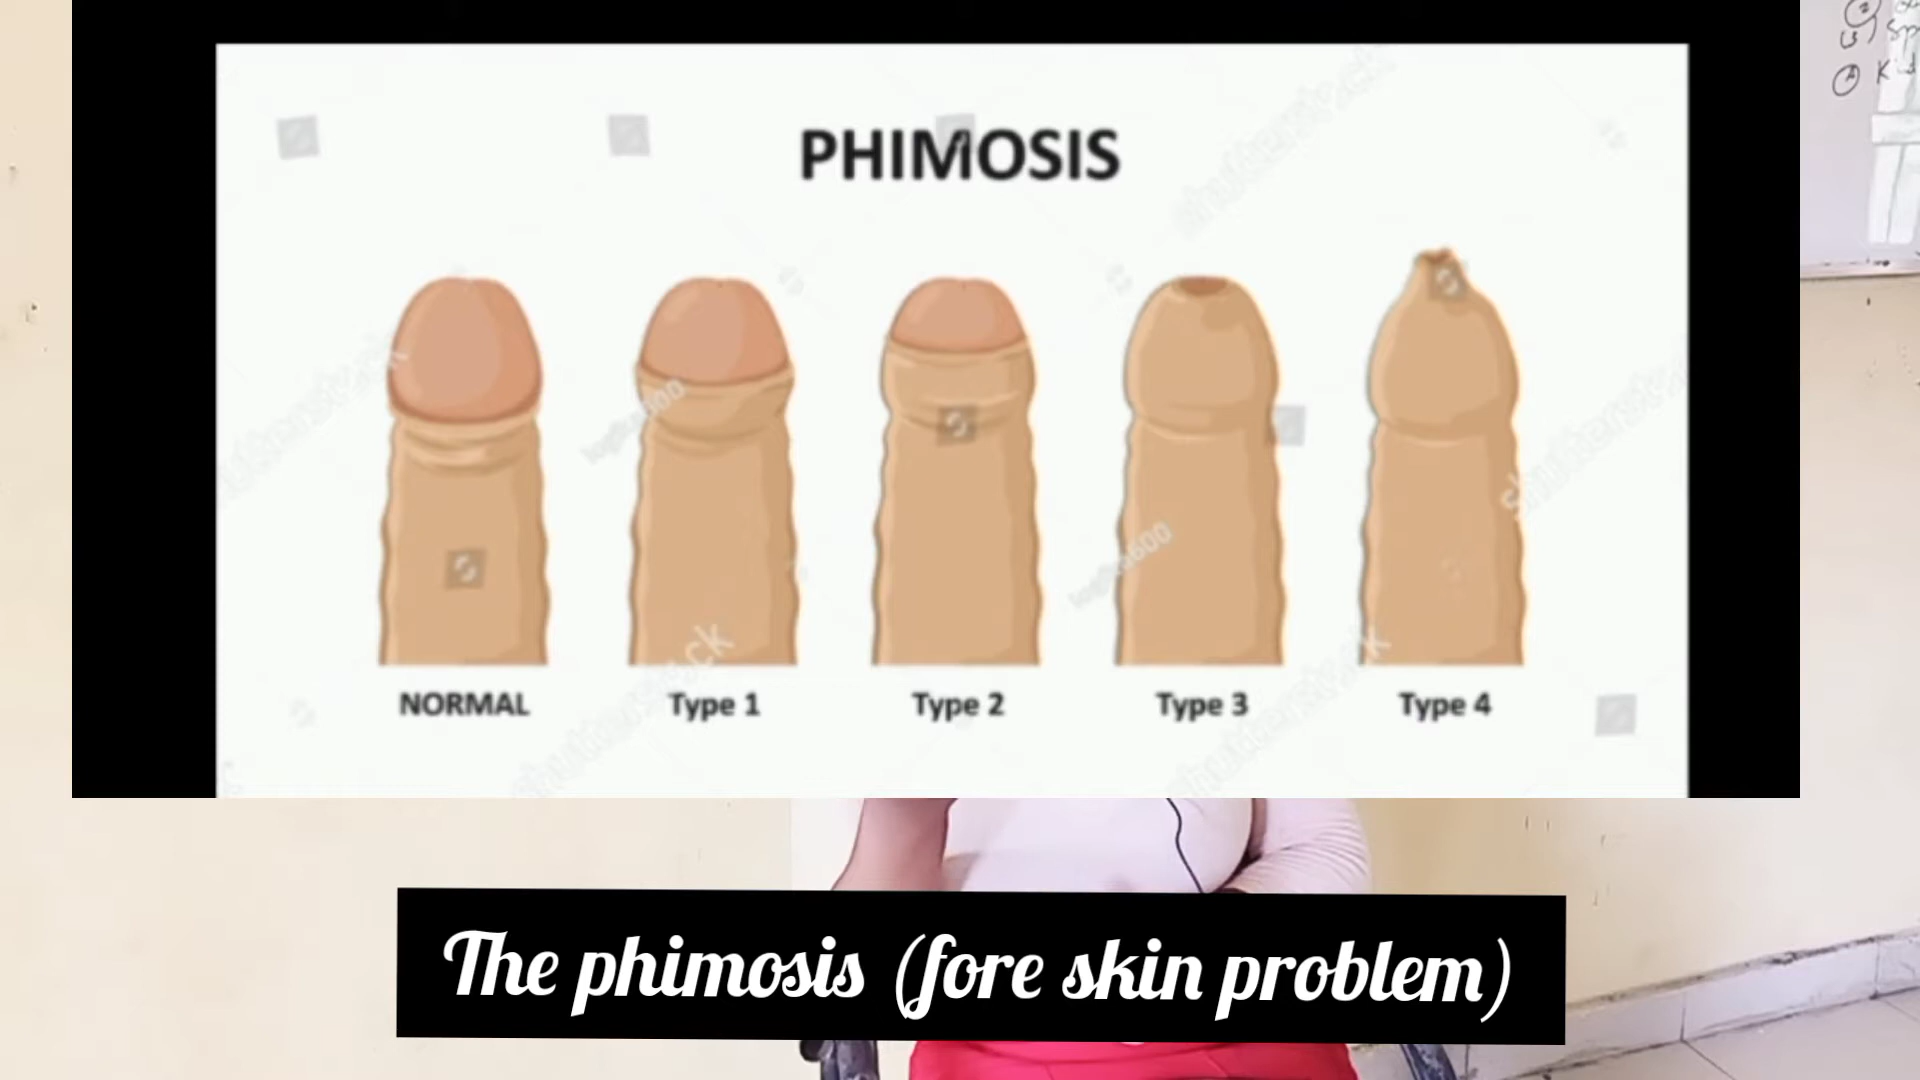 PHIMOSIS
NORMAL
Type 1
Type 2
Type 3
Type 4
The phimosis (fore skin problem)